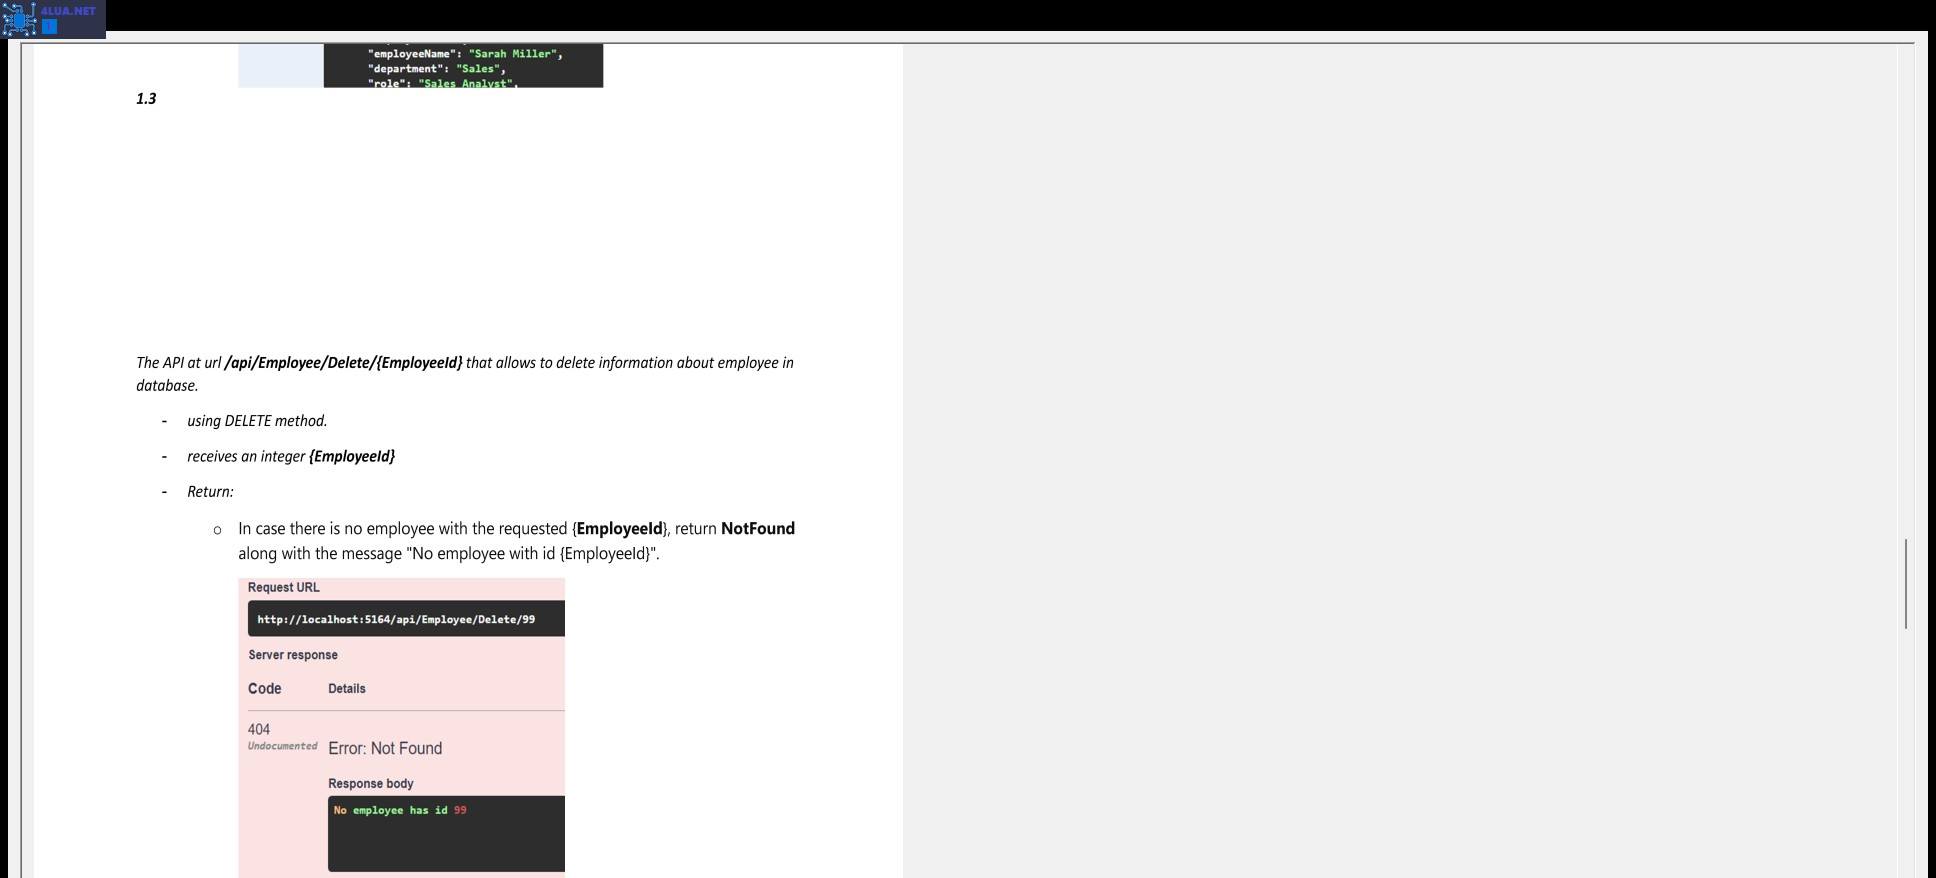 4LUA.NET
"employeeName": "Sarah Miller",
"department": "Sales",
"role": "Sales Analyst",
1.3
The API at url /api/Employee/Delete/{EmployeeId} that allows to delete information about employee in
database.
- using DELETE method.
- receives an integer {EmployeeId}
- Return:
o In case there is no employee with the requested {EmployeeId}, return NotFound
along with the message "No employee with id {EmployeeId}".
Request URL
http://localhost:5164/api/Employee/Delete/99
Server response
Code Details
404
Undocumented Error: Not Found
Response body
No employee has id 99